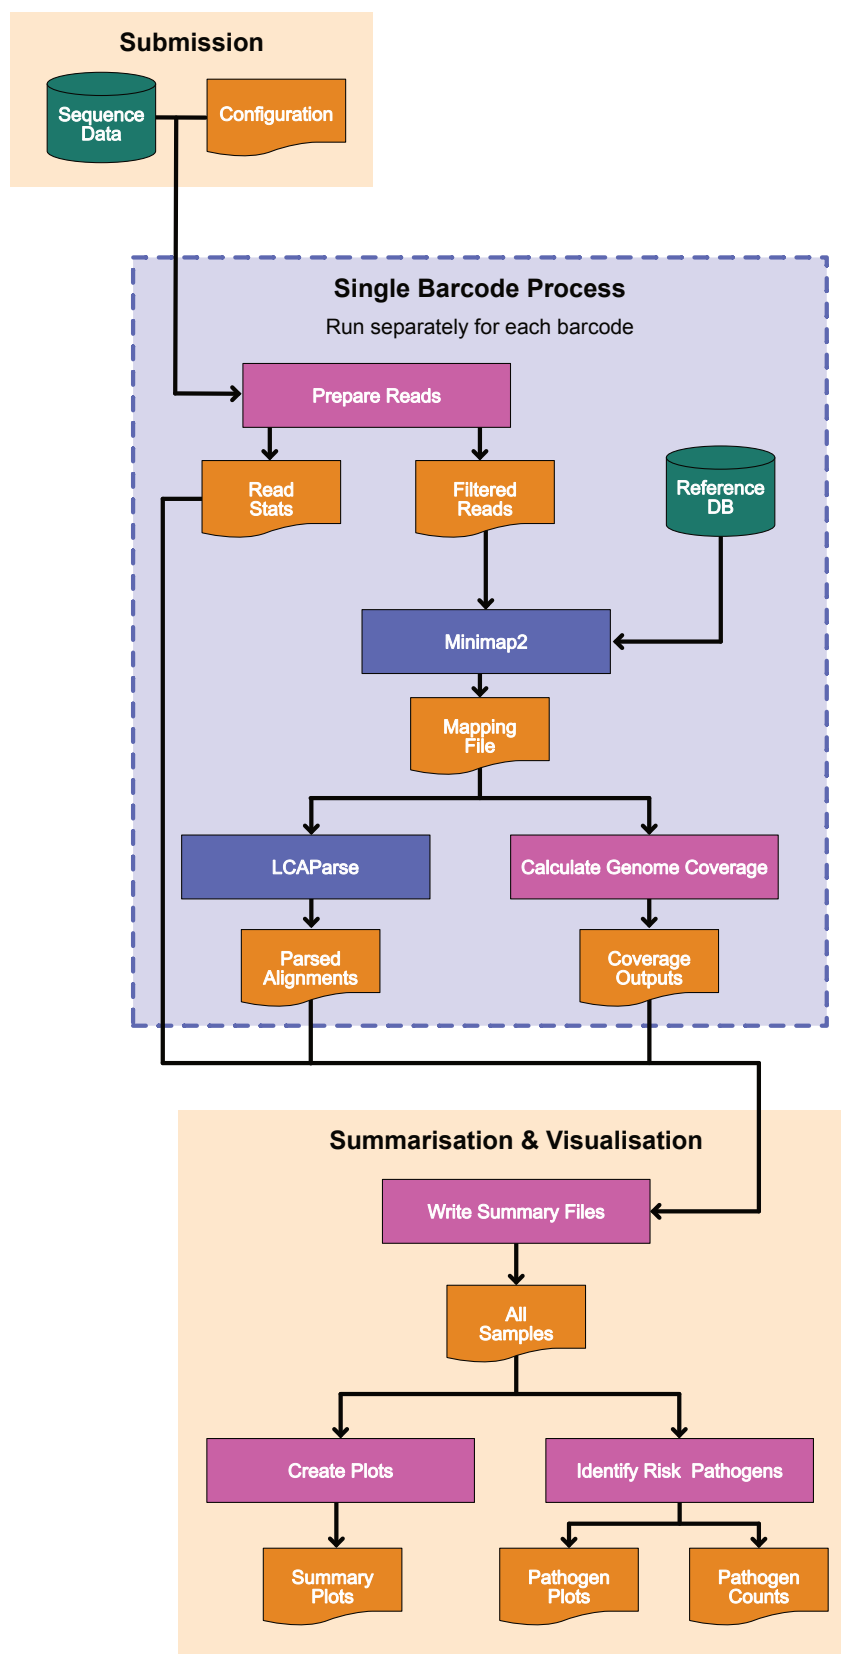 Submission
Sequence
Data
Configuration
Single Barcode Process
Run separately for each barcode
Prepare Reads
Read
Stats
Filtered
Reads
Reference
DB
Minimap2
Mapping
File
LCAParse
Calculate Genome Coverage
Parsed
Alignments
Coverage
Outputs
Summarisation & Visualisation
Write Summary Files
All
Samples
Create Plots
Identify Risk Pathogens
Summary
Plots
Pathogen
Plots
Pathogen
Counts